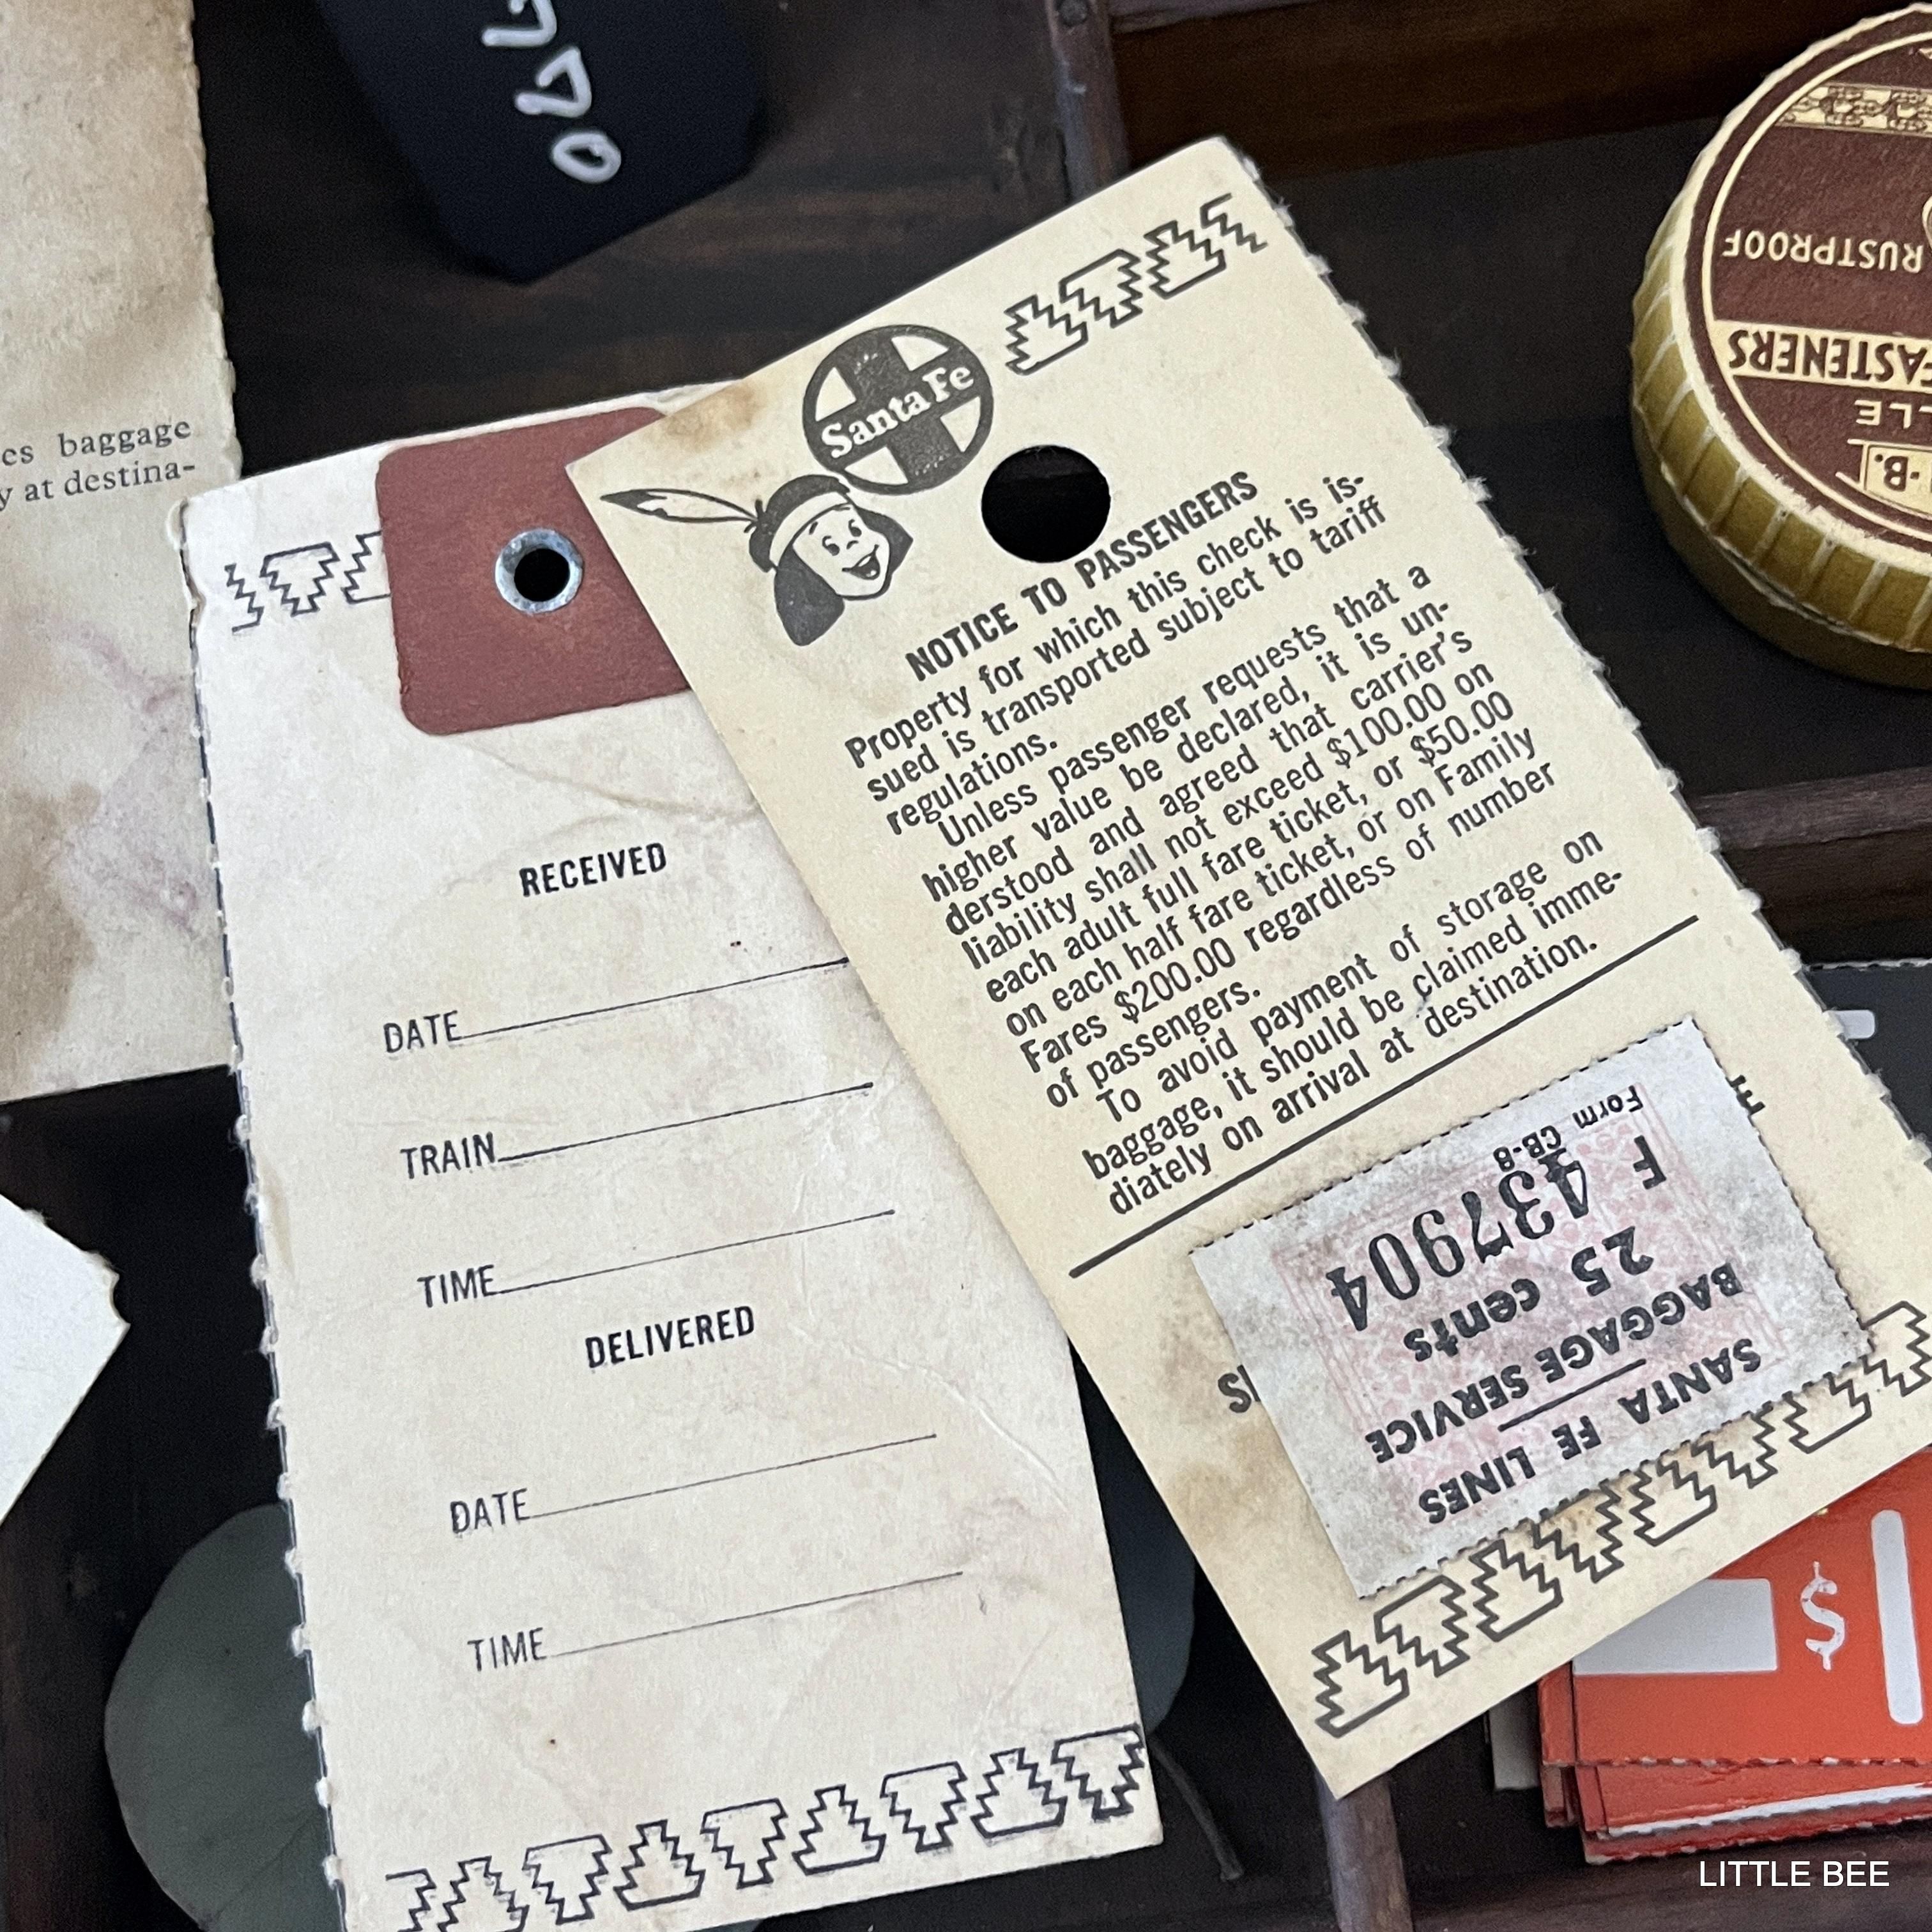 es baggage
y at destina-
RECEIVED
DATE
TRAIN
TIME
DELIVERED
DATE
TIME
Santa Fe
NOTICE TO PASSENGERS
Property for which this check is is-
sued is transported subject to tariff
regulations.
Unless passenger requests that a
higher value be declared, it is un-
derstood and agreed that carrier's
liability shall not exceed $100.00 on
each adult full fare ticket, or $50.00
on each half fare ticket, or on Family
Fares $200.00 regardless of number
of passengers.
To avoid payment of storage on
baggage, it should be claimed imme-
diately on arrival at destination.
SANTA FE LINES
BAGGAGE SERVICE
25 cents
F 437904
Form CB-8
RUSTPROOF
ASTENERS
LLE
-B.
$
LITTLE BEE